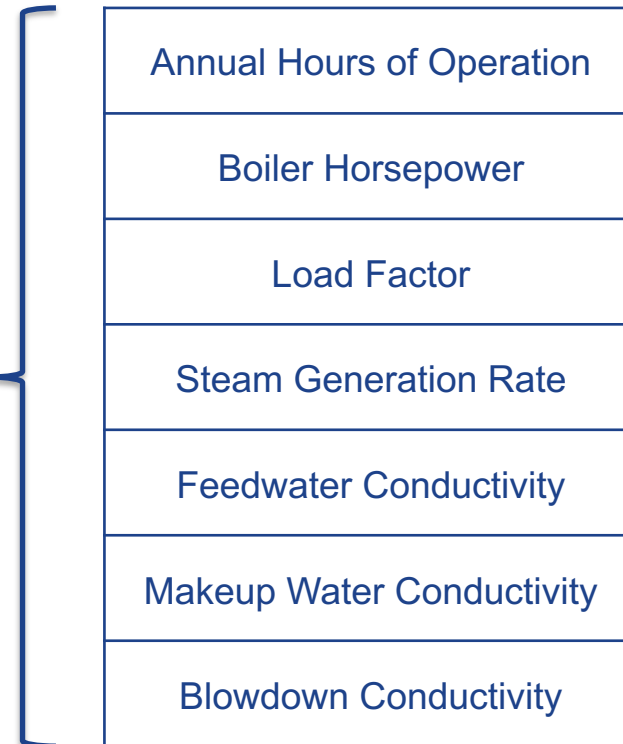 Annual Hours of Operation
Boiler Horsepower
Load Factor
Steam Generation Rate
Feedwater Conductivity
Makeup Water Conductivity
Blowdown Conductivity